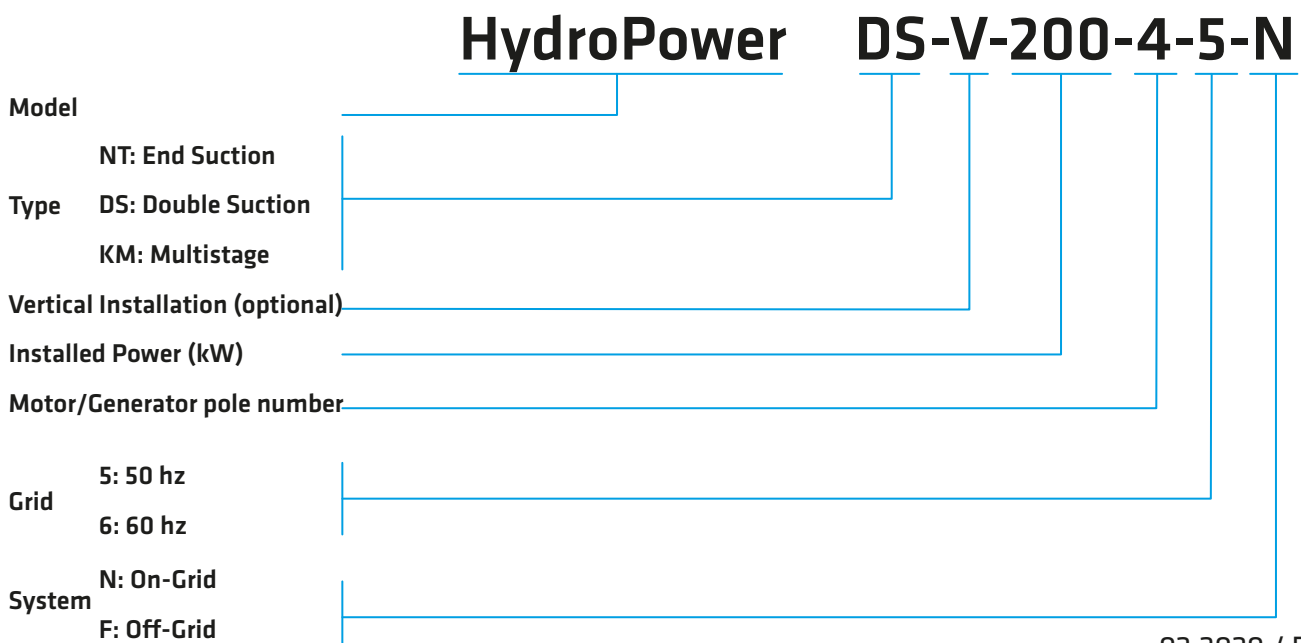 HydroPower DS-V-200-4-5-N
Model
NT: End Suction
Type DS: Double Suction
KM: Multistage
Vertical Installation (optional)
Installed Power (kW)
Motor/Generator pole number
5: 50 hz
Grid
6: 60 hz
N: On-Grid
System
F: Off-Grid